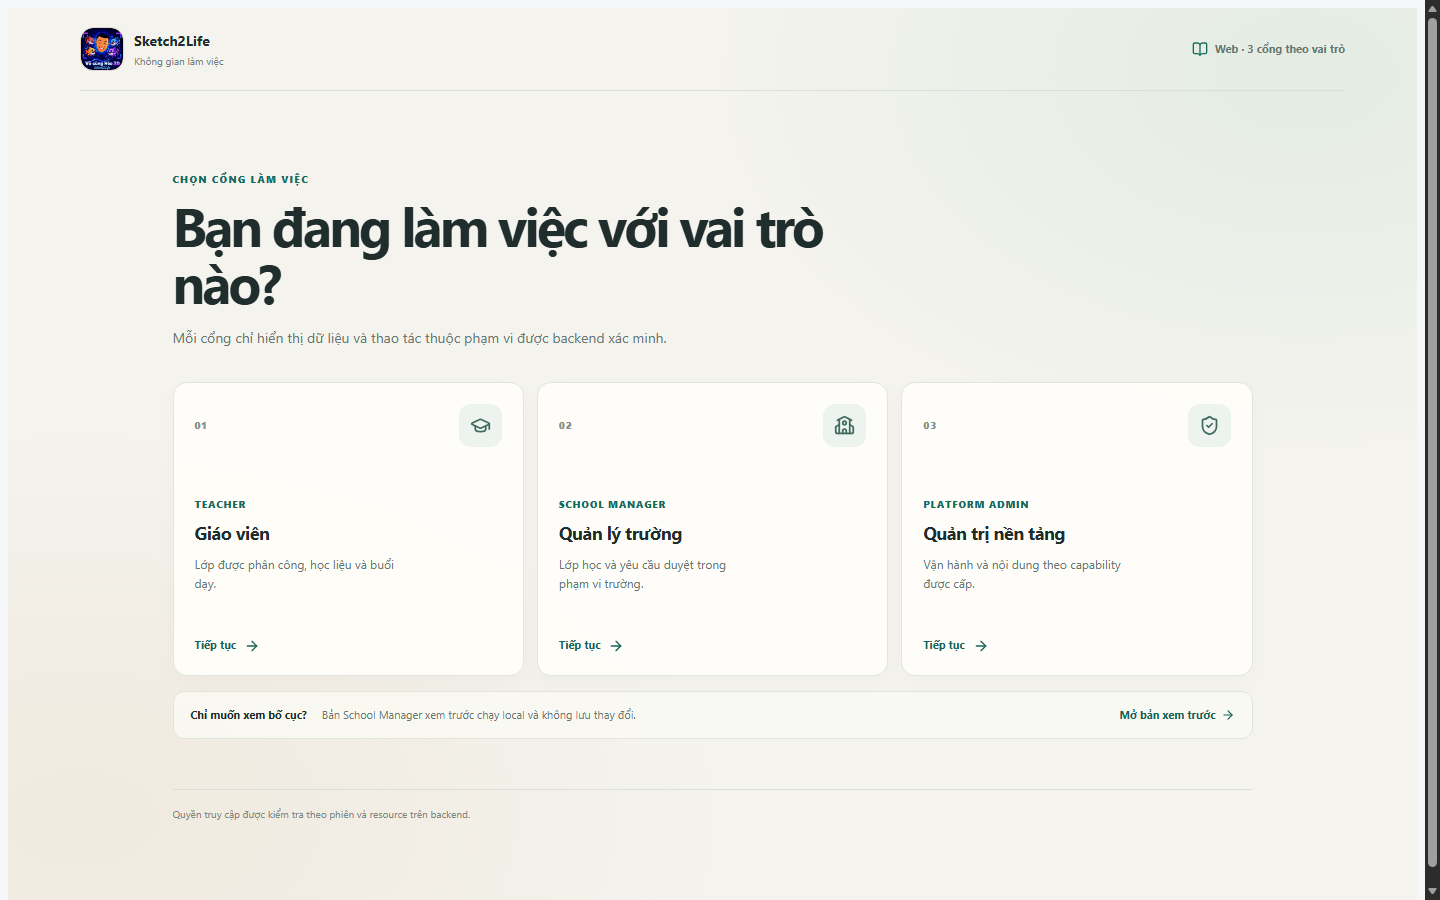 Sketch2Life
Không gian làm việc
Web · 3 cổng theo vai trò
CHỌN CỔNG LÀM VIỆC
Bạn đang làm việc với vai trò
nào?
Mỗi cổng chỉ hiển thị dữ liệu và thao tác thuộc phạm vi được backend xác minh.
01
TEACHER
Giáo viên
Lớp được phân công, học liệu và buổi
dạy.
Tiếp tục
02
SCHOOL MANAGER
Quản lý trường
Lớp học và yêu cầu duyệt trong
phạm vi trường.
Tiếp tục
03
PLATFORM ADMIN
Quản trị nền tảng
Vận hành và nội dung theo capability
được cấp.
Tiếp tục
Chỉ muốn xem bố cục?
Bản School Manager xem trước chạy local và không lưu thay đổi.
Mở bản xem trước
Quyền truy cập được kiểm tra theo phiên và resource trên backend.